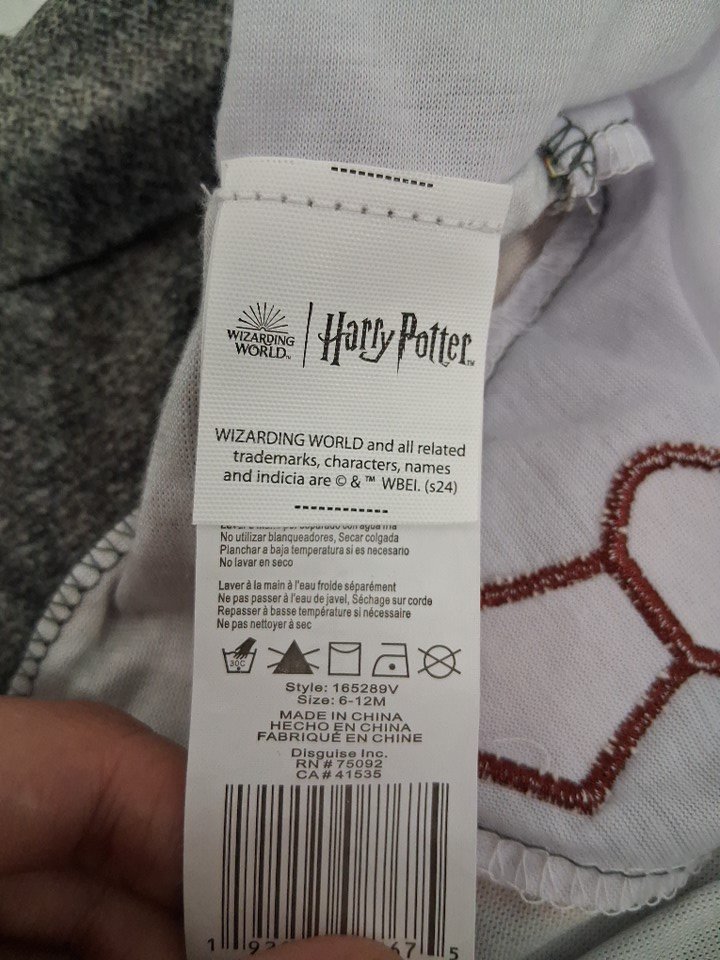 WIZARDING
WORLD™
Harry Potter™
WIZARDING WORLD and all related
trademarks, characters, names
and indicia are © & ™ WBEI. (s24)
No utilizar blanqueadores, Secar colgada
Planchar a baja temperatura si es necesario
No lavar en seco
Laver à la main à l'eau froide séparément
Ne pas passer à l'eau de javel, Séchage sur corde
Repasser à basse température si nécessaire
Ne pas nettoyer à sec
30C
Style: 165289V
Size: 6-12M
MADE IN CHINA
HECHO EN CHINA
FABRIQUÉ EN CHINE
Disguise Inc.
RN # 75092
CA # 41535